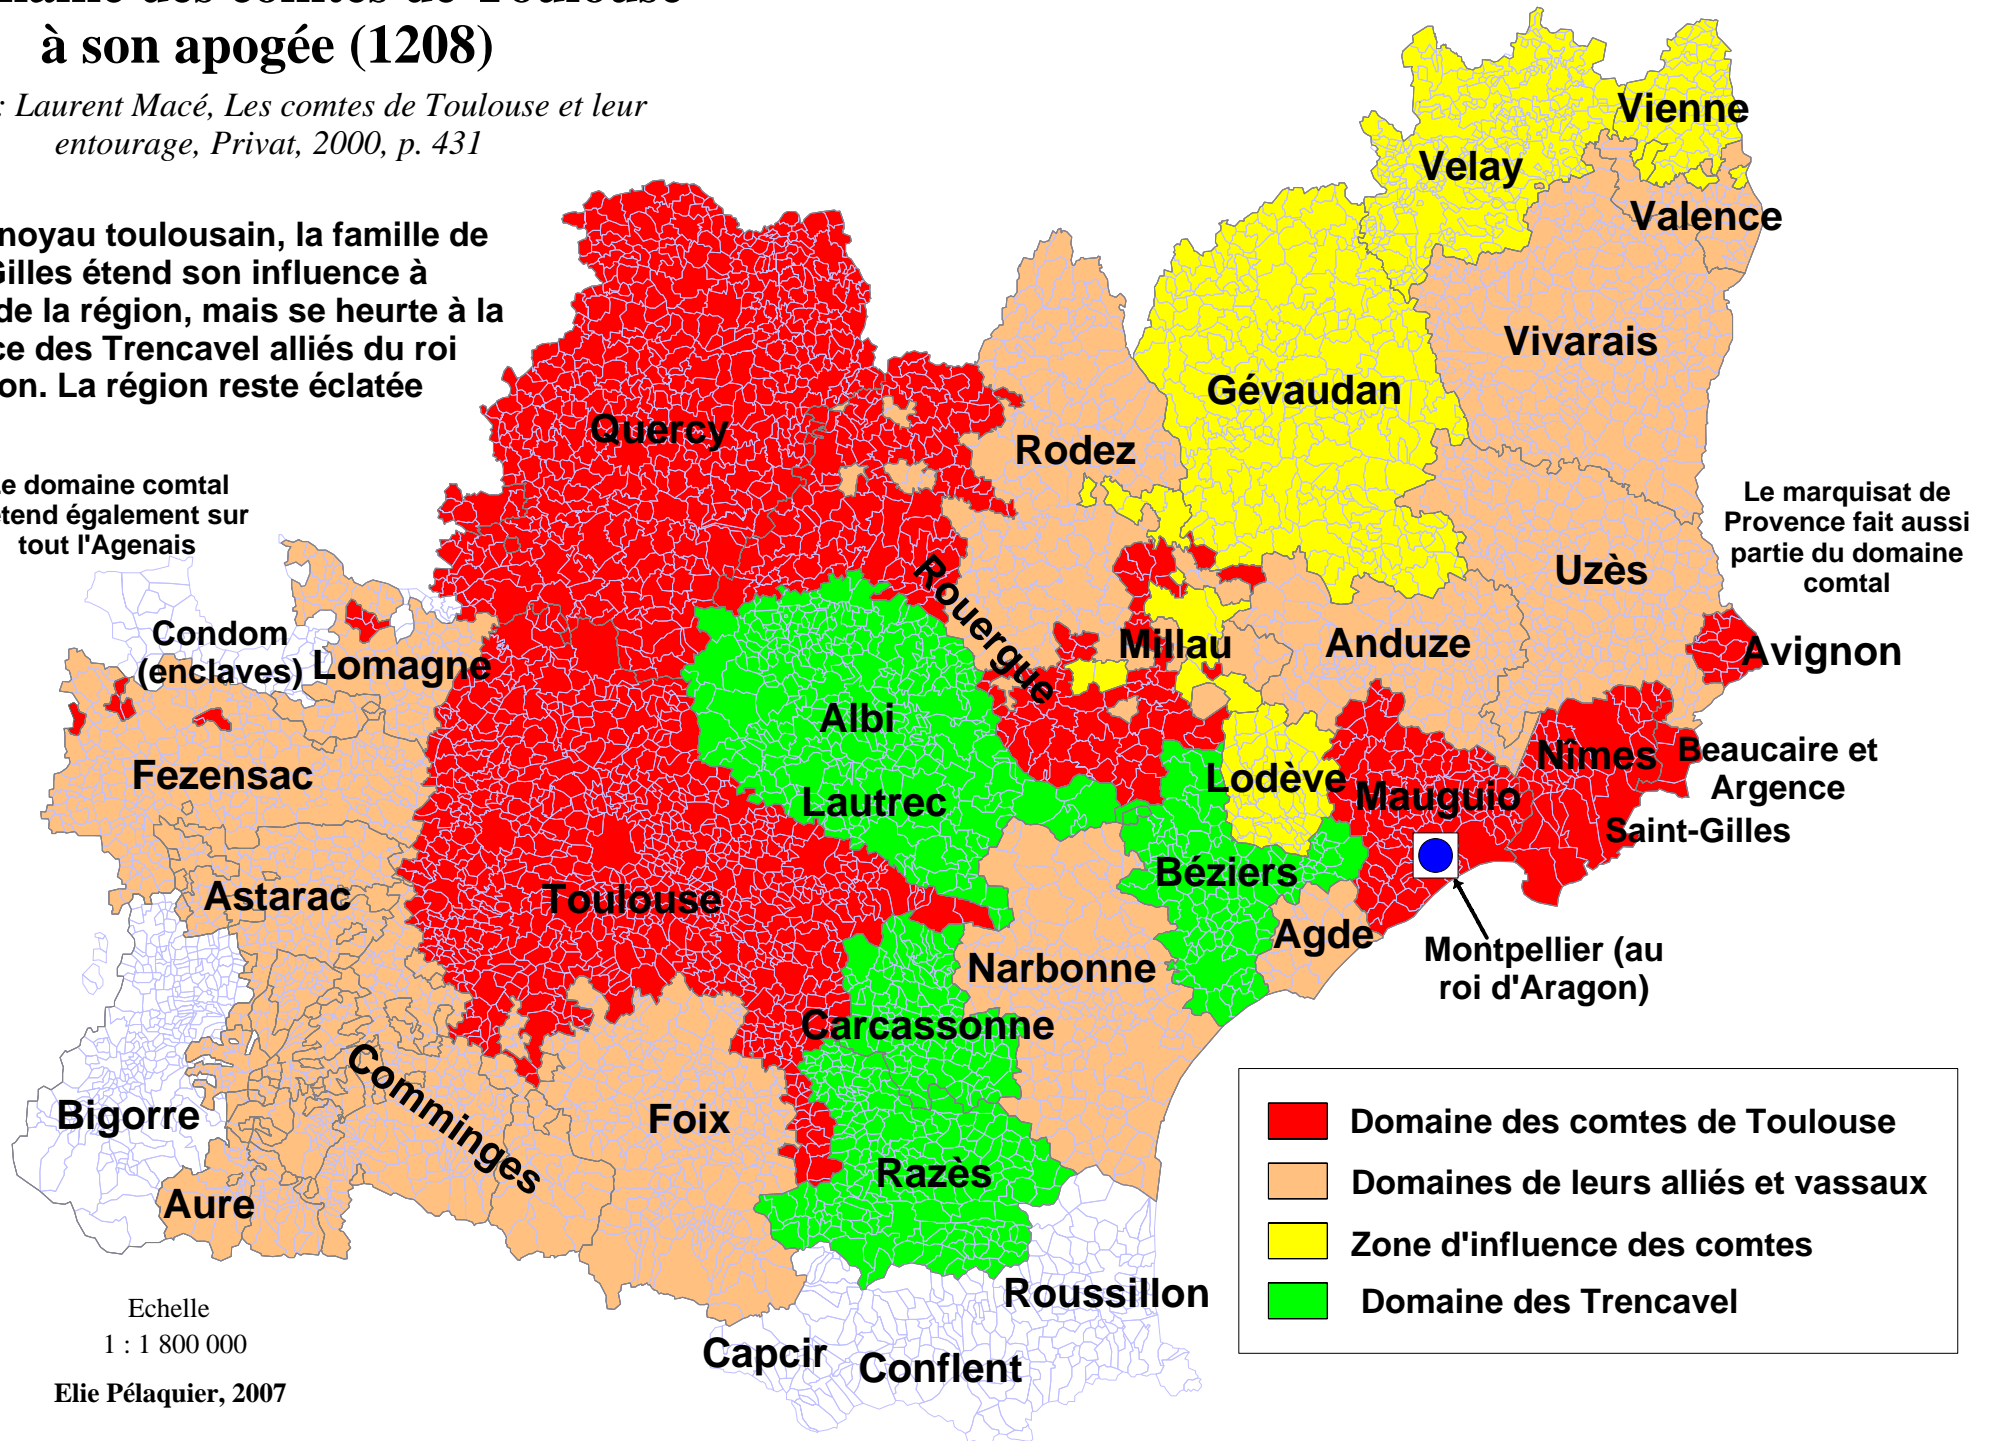 à son apogée (1208)
: Laurent Macé, Les comtes de Toulouse et leur
entourage, Privat, 2000, p. 431
noyau toulousain, la famille de
Gilles étend son influence à
de la région, mais se heurte à la
des Trencavel alliés du roi
La région reste éclatée
domaine comtal
étend également sur
tout l'Agenais
Vienne
Velay
Valence
Vivarais
Gévaudan
Quercy
Rodez
Le marquisat de
Provence fait aussi
partie du domaine
comtal
Uzès
Rouergue
Condom
(enclaves)
Lomagne
Millau
Anduze
Avignon
Albi
Fezensac
Lautrec
Lodève
Mauguio
Nîmes
Beaucaire et
Argence
Saint-Gilles
Béziers
Astarac
Toulouse
Agde
Narbonne
Montpellier (au
roi d'Aragon)
Carcassonne
Comminges
Bigorre
Foix
Razès
Aure
Roussillon
Capcir
Conflent
Domaine des comtes de Toulouse
Domaines de leurs alliés et vassaux
Zone d'influence des comtes
Domaine des Trencavel
Echelle
1 : 1 800 000
Elie Pélaquier, 2007